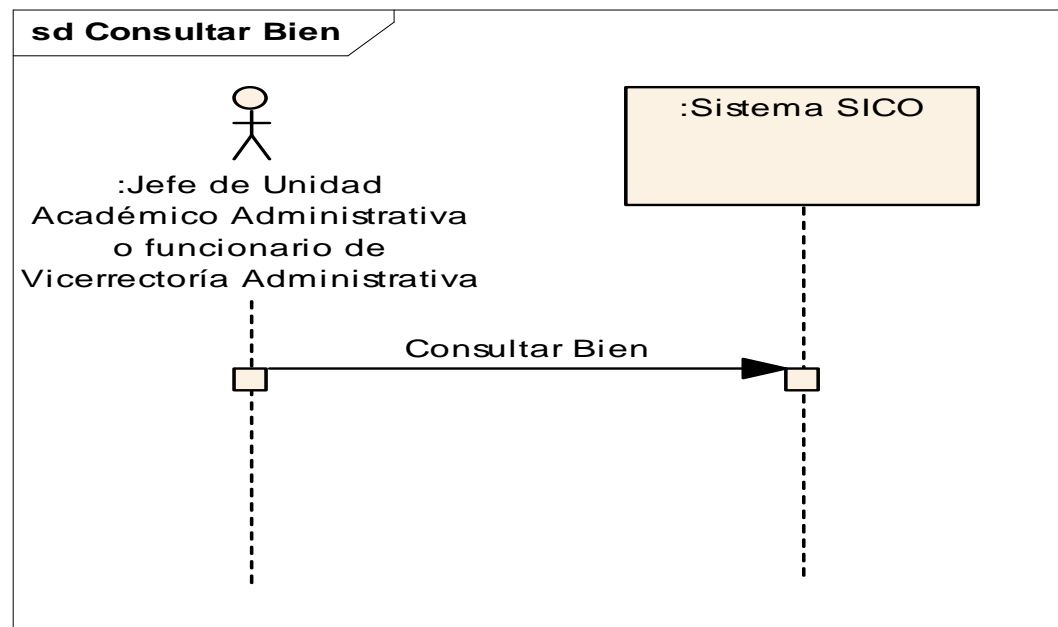 sd Consultar Bien
:Jefe de Unidad
Académico Administrativa
o funcionario de
Vicerrectoría Administrativa
:Sistema SICO
Consultar Bien